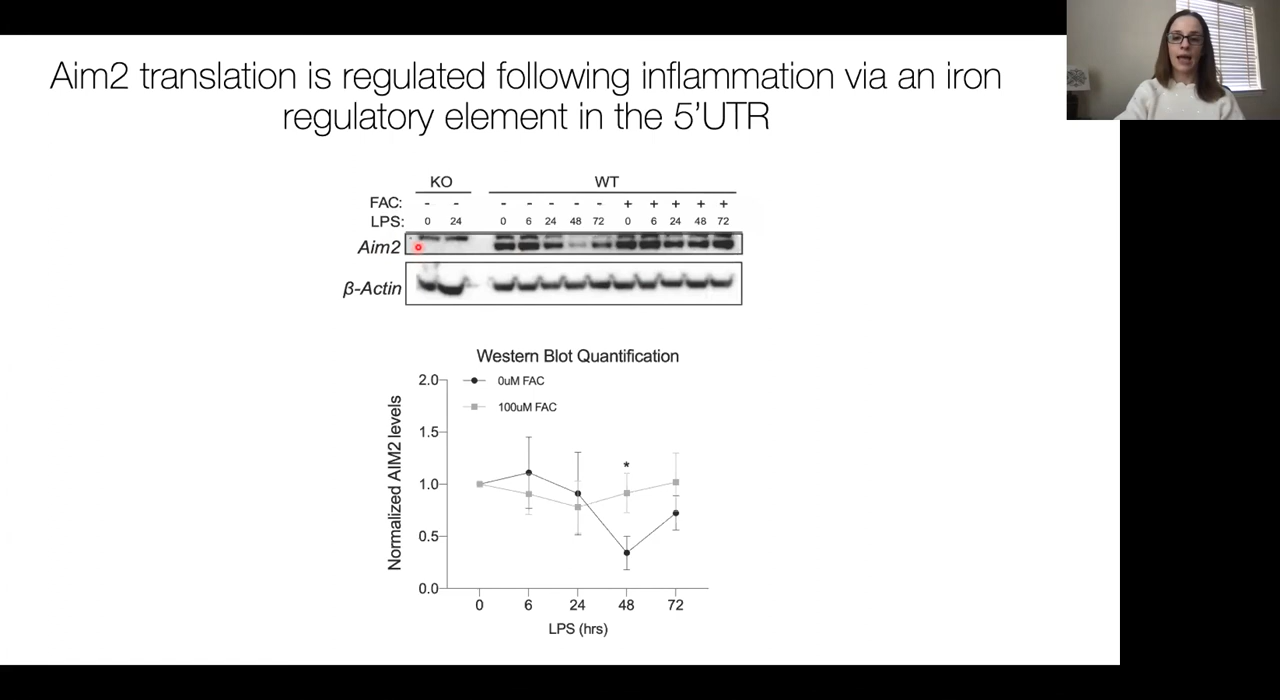 Aim2 translation is regulated following inflammation via an iron
regulatory element in the 5’UTR
KO WT
FAC: - - - - - - - + + + + +
LPS: 0 24 0 6 24 48 72 0 6 24 48 72
Aim2
β-Actin
Western Blot Quantification
0uM FAC
100uM FAC
Normalized AIM2 levels
2.0
1.5
1.0
0.5
0.0
*
0 6 24 48 72
LPS (hrs)